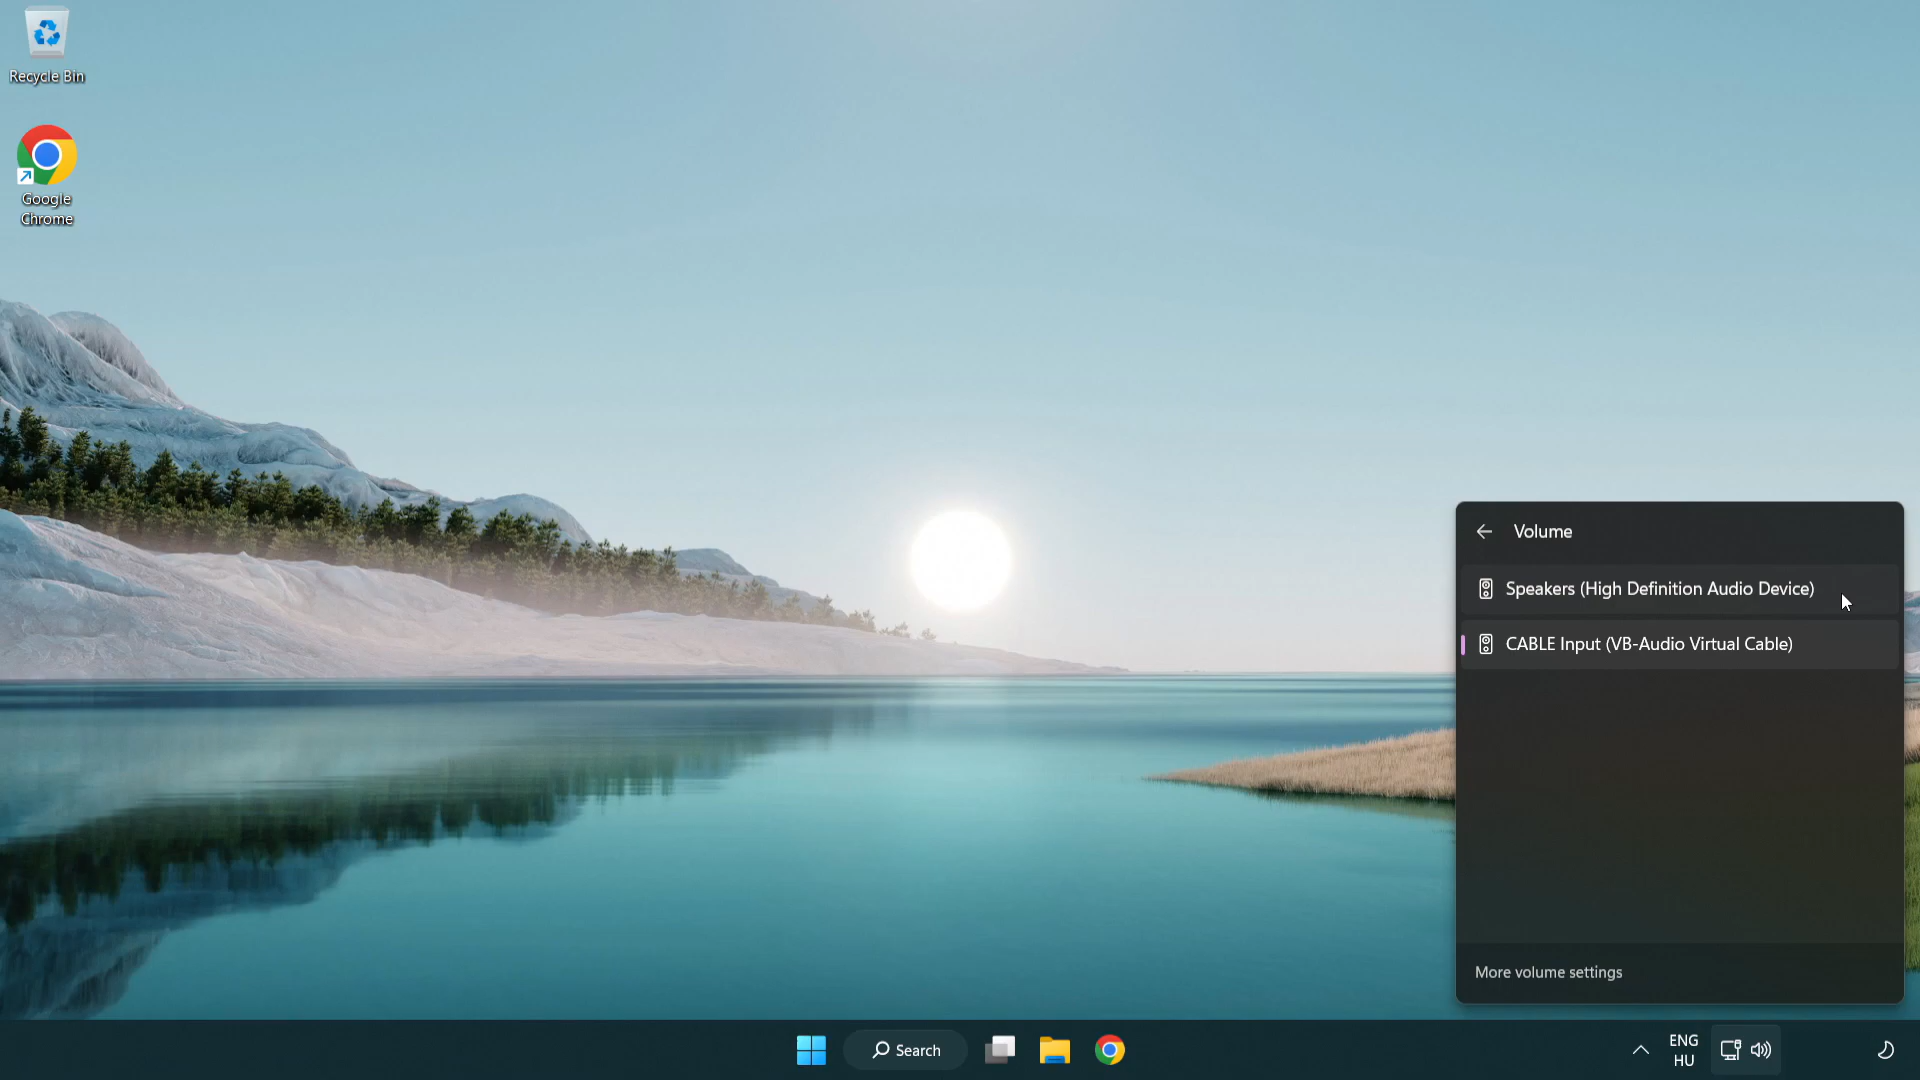 Recycle Bin
Google
Chrome
Volume
Speakers (High Definition Audio Device)
CABLE Input (VB-Audio Virtual Cable)
More volume settings
Search
ENG
HU